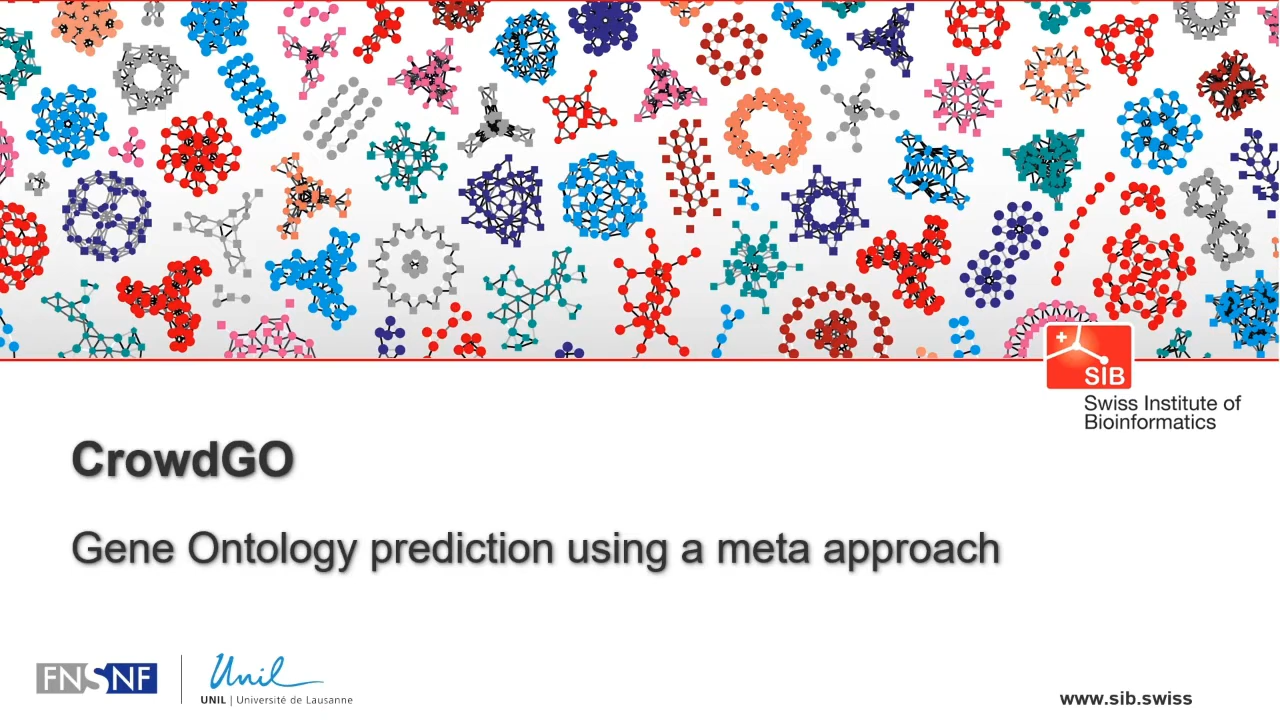 SIB
Swiss Institute of
Bioinformatics
CrowdGO
Gene Ontology prediction using a meta approach
FNSNF
Unil
UNIL | Université de Lausanne
www.sib.swiss